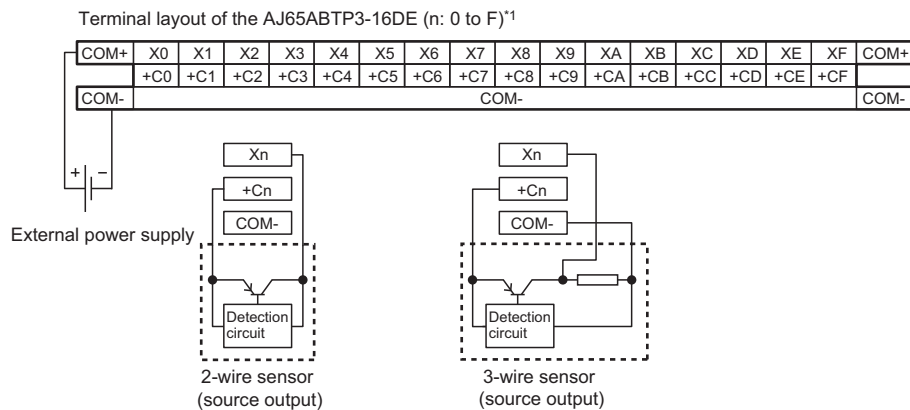 Terminal layout of the AJ65ABTP3-16DE (n: 0 to F)*1
COM+ X0 X1 X2 X3 X4 X5 X6 X7 X8 X9 XA XB XC XD XE XF COM+
+C0 +C1 +C2 +C3 +C4 +C5 +C6 +C7 +C8 +C9 +CA +CB +CC +CD +CE +CF
COM- COM- COM-
Xn Xn
+ − +Cn +Cn
COM- COM-
External power supply
Detection circuit Detection circuit
2-wire sensor 3-wire sensor
(source output) (source output)